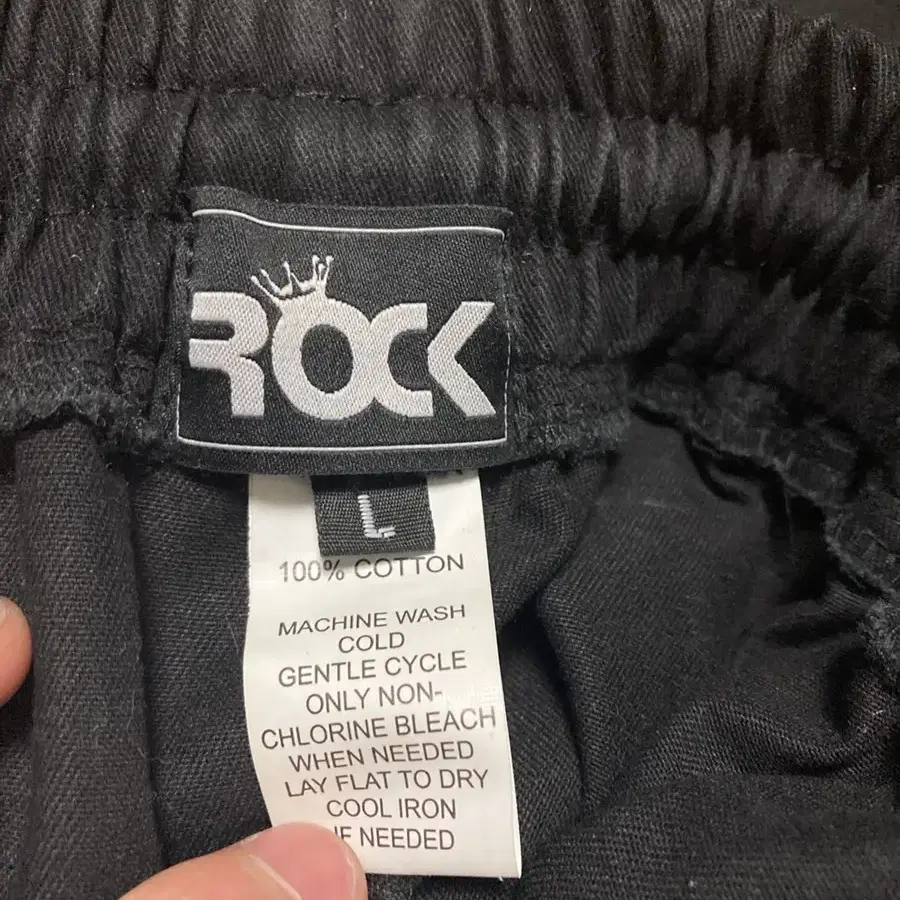 ROCK
L
100% COTTON
MACHINE WASH
COLD
GENTLE CYCLE
ONLY NON-
CHLORINE BLEACH
WHEN NEEDED
LAY FLAT TO DRY
COOL IRON
IF NEEDED